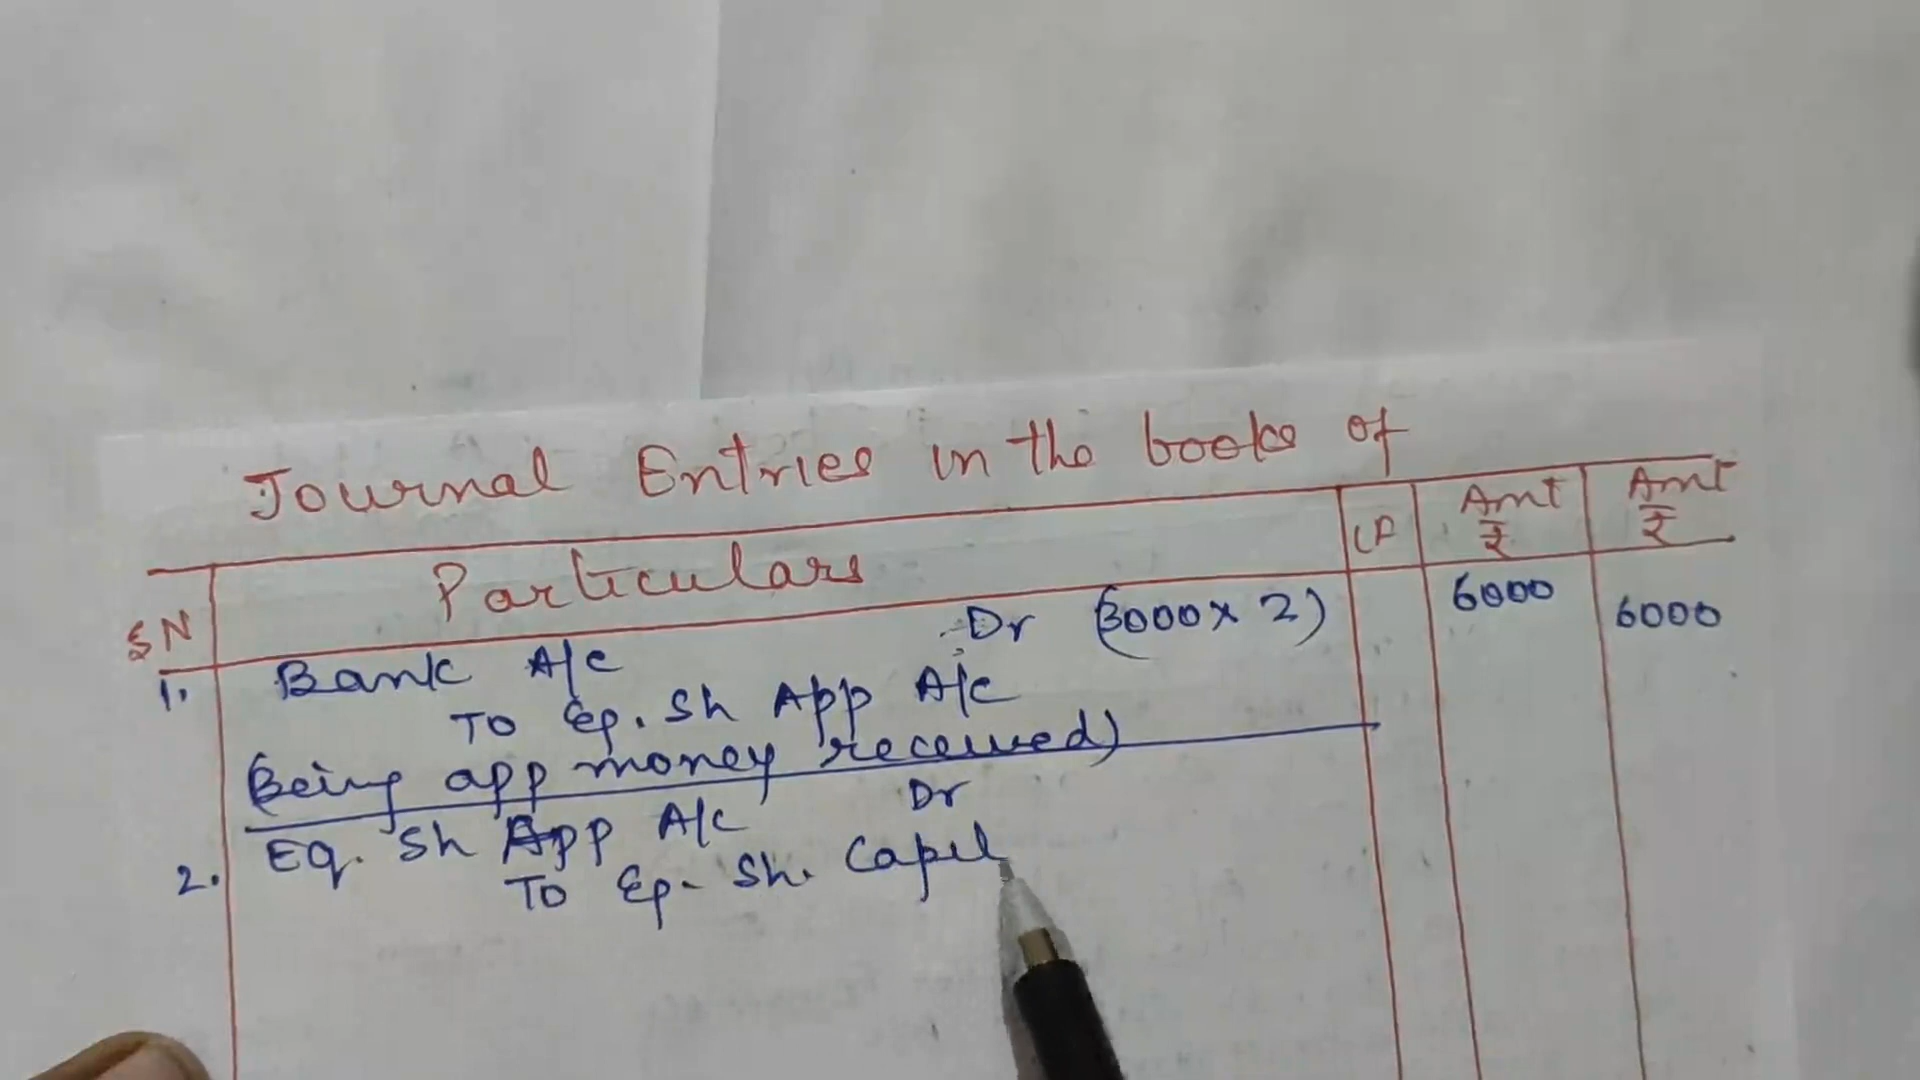 Journal Entries in the books of
SN Particulars LF Amt ₹ Amt ₹
1. Bank A/c Dr (3000 x 2) 6000
To Eq. Sh App A/c 6000
(Being app money received)
2. Eq. Sh App A/c Dr
To Eq. Sh. Capit